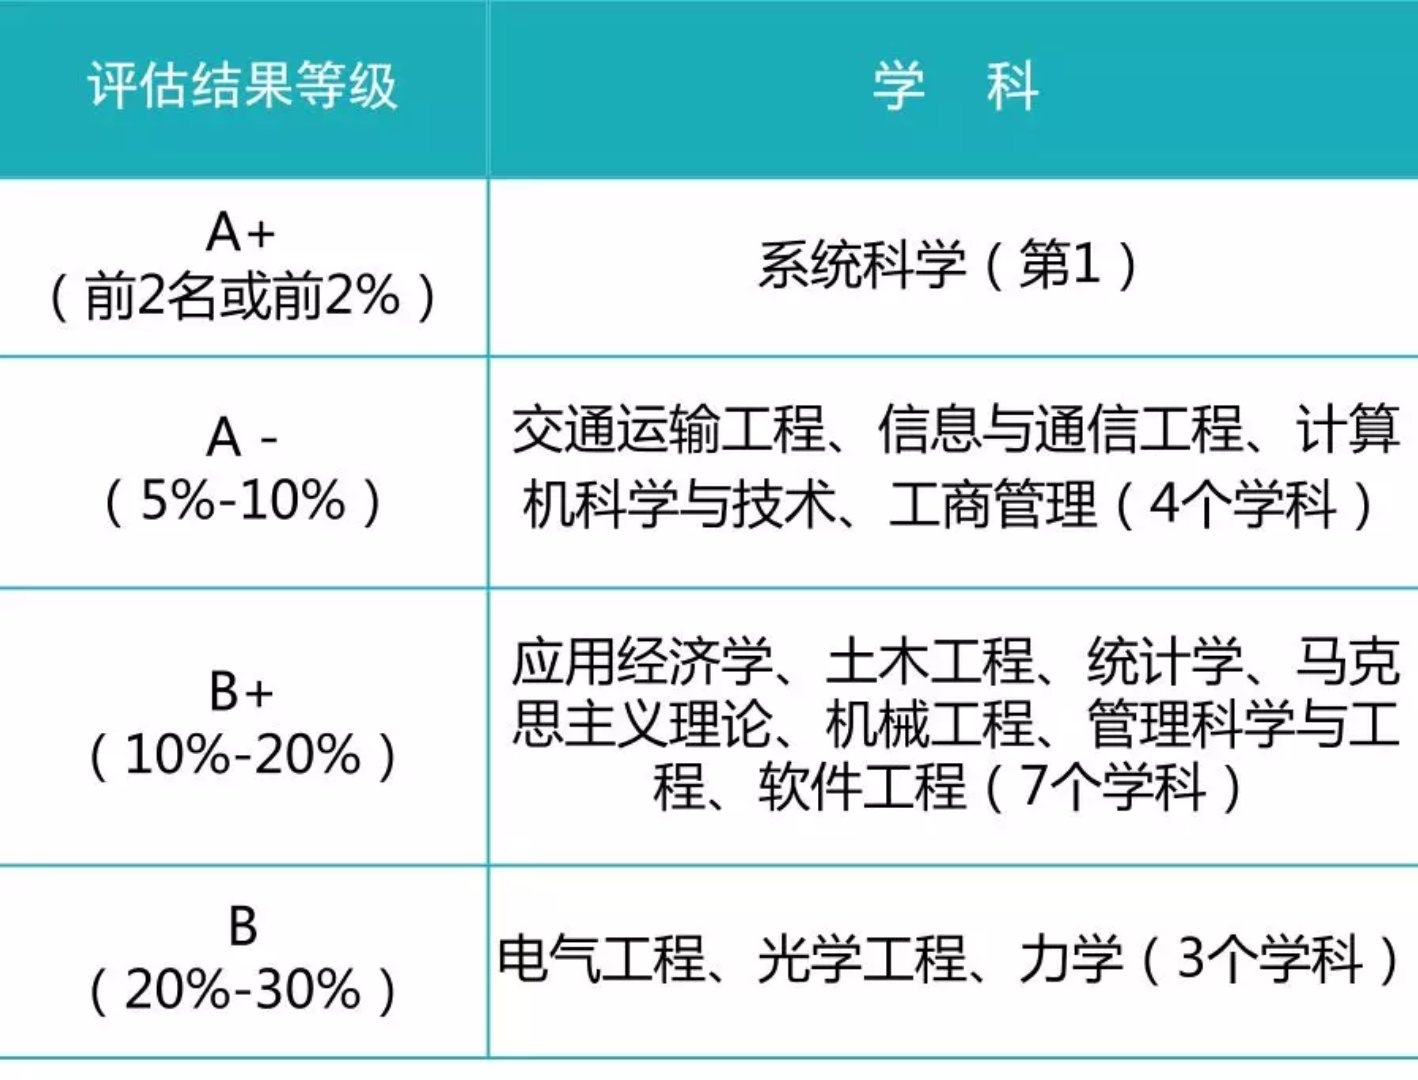 评估结果等级
学 科
A+
（前2名或前2%）
系统科学（第1）
A -
（5%-10%）
交通运输工程、信息与通信工程、计算
机科学与技术、工商管理（4个学科）
B+
（10%-20%）
应用经济学、土木工程、统计学、马克
思主义理论、机械工程、管理科学与工
程、软件工程（7个学科）
B
（20%-30%）
电气工程、光学工程、力学（3个学科）